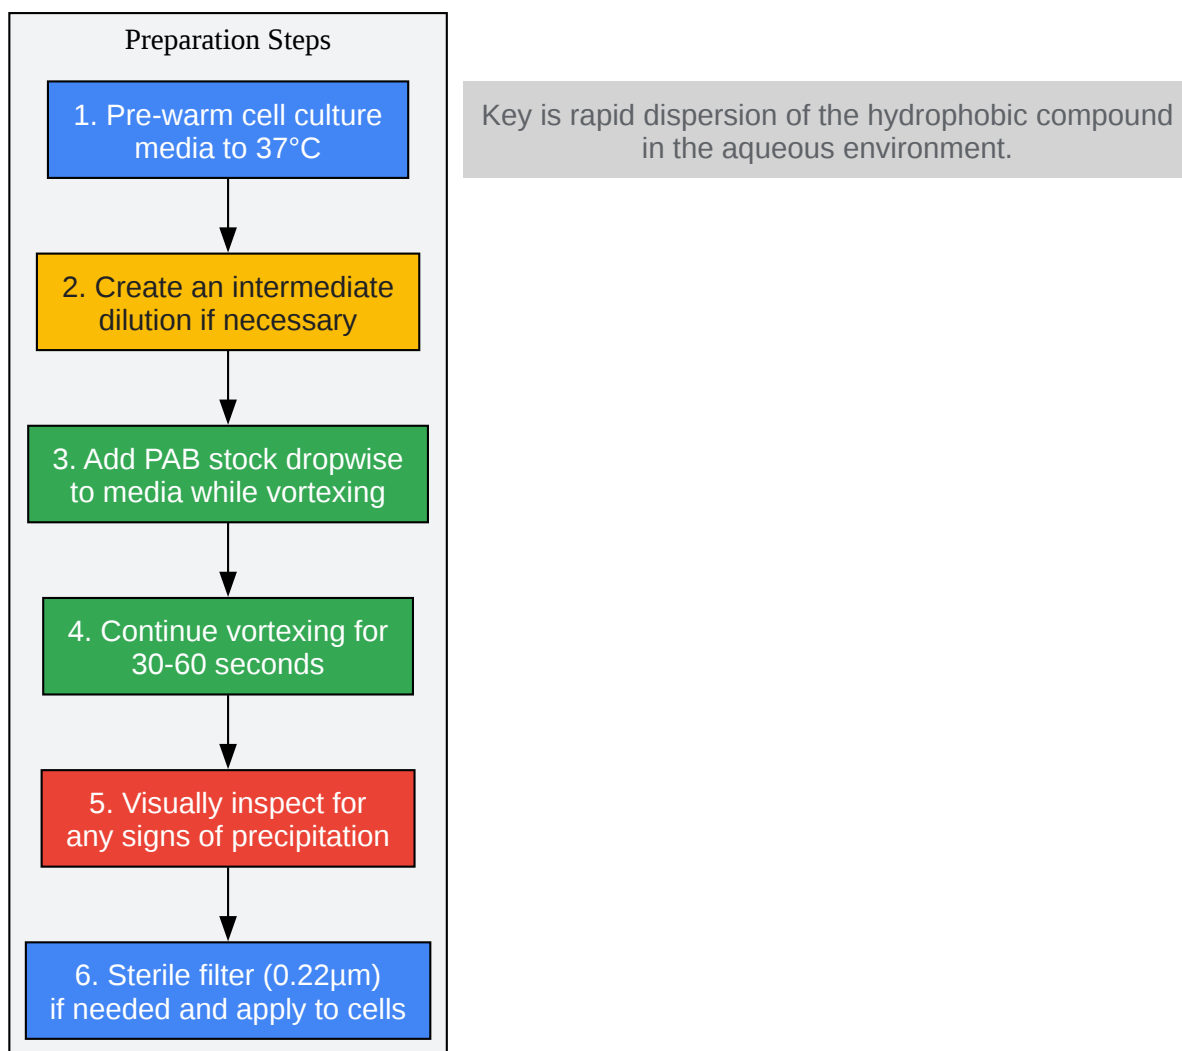 Preparation Steps
1. Pre-warm cell culture
media to 37°C
Key is rapid dispersion of the hydrophobic compound
in the aqueous environment.
2. Create an intermediate
dilution if necessary
3. Add PAB stock dropwise
to media while vortexing
4. Continue vortexing for
30-60 seconds
5. Visually inspect for
any signs of precipitation
6. Sterile filter (0.22µm)
if needed and apply to cells